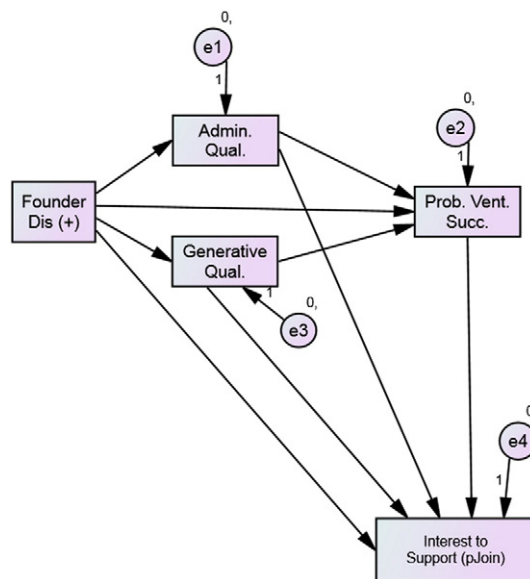 0,
e1
1
Admin.
Qual.
0,
e2
1
Founder
Dis (+)
Prob. Vent.
Succ.
Generative
Qual.
1
0,
e3
0,
e4
1
Interest to
Support (pJoin)